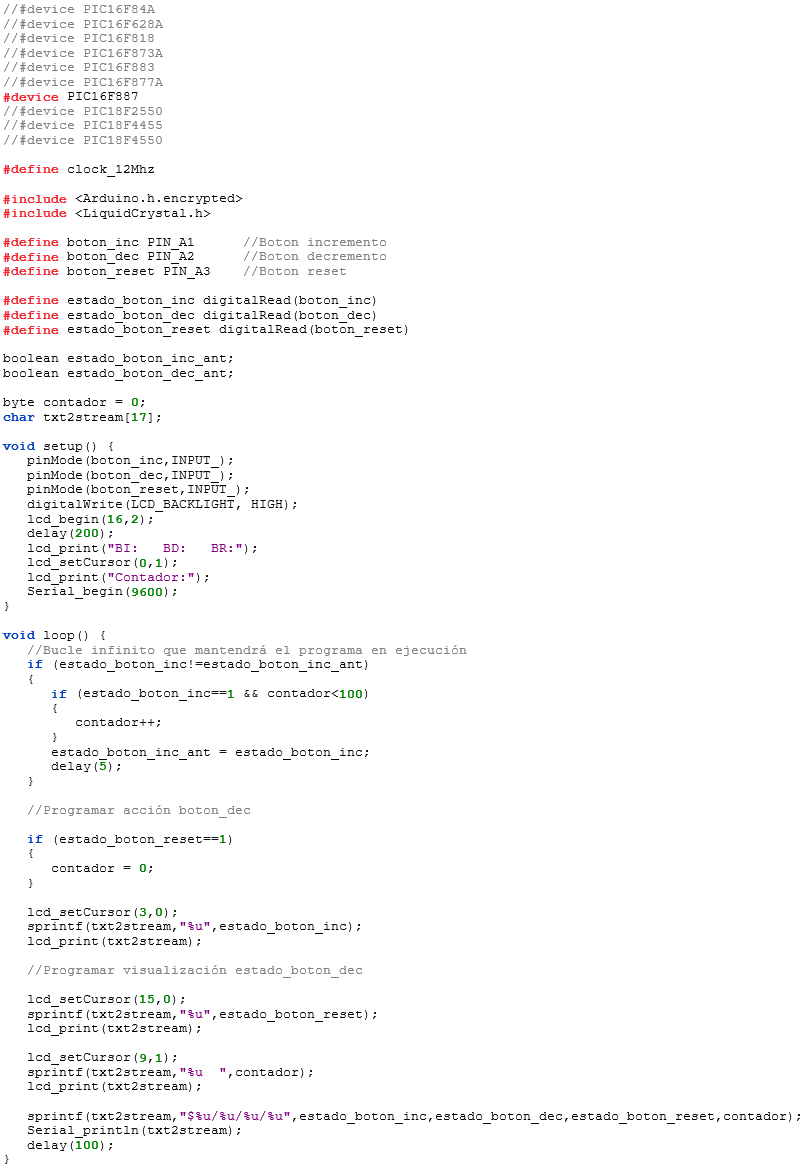 //#device PIC16F84A
//#device PIC16F628A
//#device PIC16F818
//#device PIC16F873A
//#device PIC16F883
//#device PIC16F877A
#device PIC16F887
//#device PIC18F2550
//#device PIC18F4455
//#device PIC18F4550

#define clock_12Mhz

#include <Arduino.h.encrypted>
#include <LiquidCrystal.h>

#define boton_inc PIN_A1      //Boton incremento
#define boton_dec PIN_A2      //Boton decremento
#define boton_reset PIN_A3    //Boton reset

#define estado_boton_inc digitalRead(boton_inc)
#define estado_boton_dec digitalRead(boton_dec)
#define estado_boton_reset digitalRead(boton_reset)

boolean estado_boton_inc_ant;
boolean estado_boton_dec_ant;

byte contador = 0;
char txt2stream[17];

void setup() {
   pinMode(boton_inc,INPUT_);
   pinMode(boton_dec,INPUT_);
   pinMode(boton_reset,INPUT_);
   digitalWrite(LCD_BACKLIGHT, HIGH);
   lcd_begin(16,2);
   delay(200);
   lcd_print("BI:   BD:   BR:");
   lcd_setCursor(0,1);
   lcd_print("Contador:");
   Serial_begin(9600);
}

void loop() {
   //Bucle infinito que mantendrá el programa en ejecución
   if (estado_boton_inc!=estado_boton_inc_ant)
   {
      if (estado_boton_inc==1 && contador<100)
      {
         contador++;
      }
      estado_boton_inc_ant = estado_boton_inc;
      delay(5);
   }

   //Programar acción boton_dec

   if (estado_boton_reset==1)
   {
      contador = 0;
   }

   lcd_setCursor(3,0);
   sprintf(txt2stream,"%u",estado_boton_inc);
   lcd_print(txt2stream);

   //Programar visualización estado_boton_dec

   lcd_setCursor(15,0);
   sprintf(txt2stream,"%u",estado_boton_reset);
   lcd_print(txt2stream);

   lcd_setCursor(9,1);
   sprintf(txt2stream,"%u  ",contador);
   lcd_print(txt2stream);

   sprintf(txt2stream,"$%u/%u/%u/%u",estado_boton_inc,estado_boton_dec,estado_boton_reset,contador);
   Serial_println(txt2stream);
   delay(100);
}